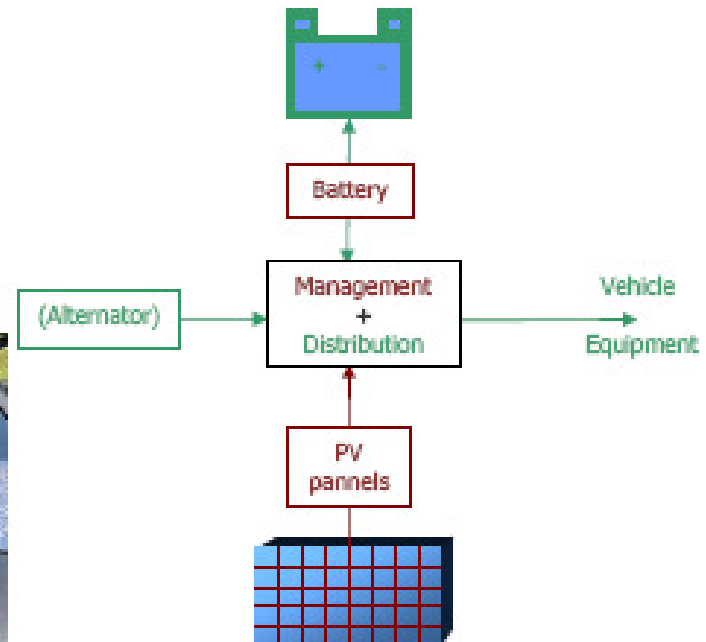 + -
Battery
Management
+
Distribution
(Alternator)
Vehicle
Equipment
PV
pannels